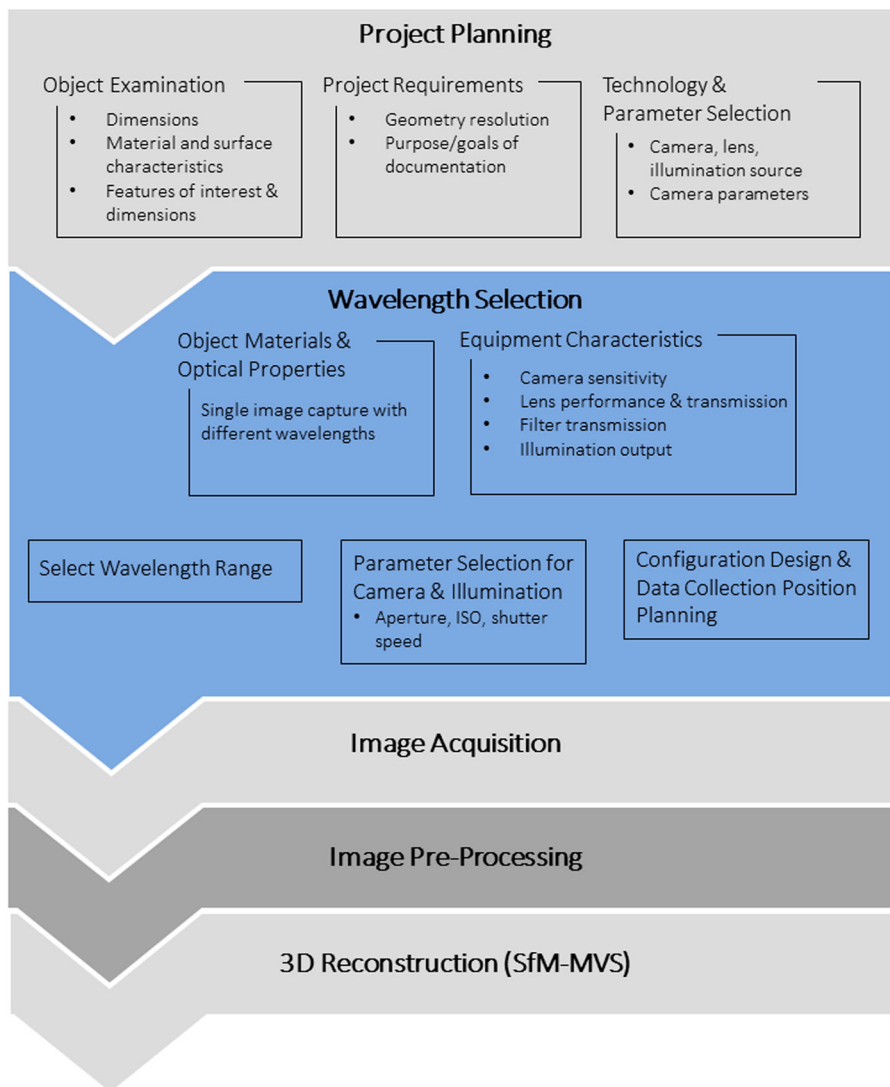 Project Planning
Object Examination
• Dimensions
• Material and surface
characteristics
• Features of interest &
dimensions
Project Requirements
• Geometry resolution
• Purpose/goals of
documentation
Technology &
Parameter Selection
• Camera, lens,
illumination source
• Camera parameters
Wavelength Selection
Object Materials &
Optical Properties
Single image capture with
different wavelengths
Equipment Characteristics
• Camera sensitivity
• Lens performance & transmission
• Filter transmission
• Illumination output
Select Wavelength Range
Parameter Selection for
Camera & Illumination
• Aperture, ISO, shutter
speed
Configuration Design &
Data Collection Position
Planning
Image Acquisition
Image Pre-Processing
3D Reconstruction (SfM-MVS)